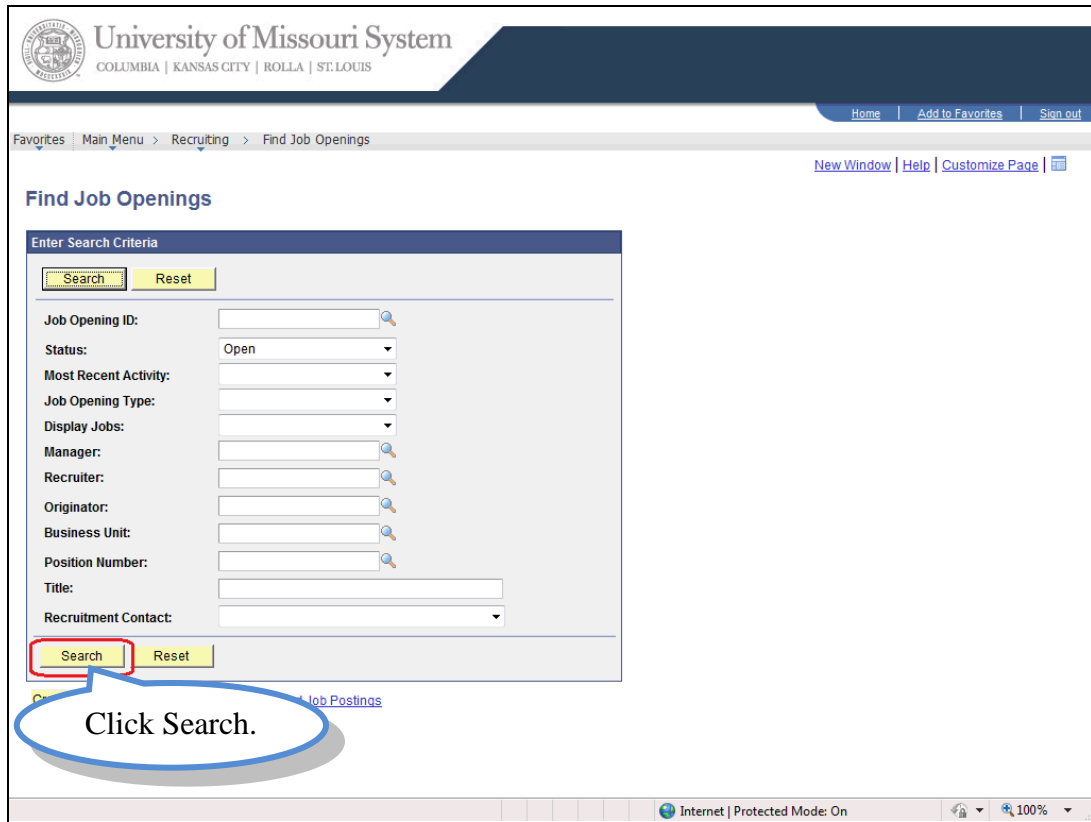 University of Missouri System
COLUMBIA | KANSAS CITY | ROLLA | ST. LOUIS
Home | Add to Favorites | Sign out
Favorites Main Menu > Recruiting > Find Job Openings
New Window | Help | Customize Page |
Find Job Openings
Enter Search Criteria
Search Reset
Job Opening ID:
Status: Open
Most Recent Activity:
Job Opening Type:
Display Jobs:
Manager:
Recruiter:
Originator:
Business Unit:
Position Number:
Title:
Recruitment Contact:
Search Reset
Job Postings
Click Search.
Internet | Protected Mode: On 100%